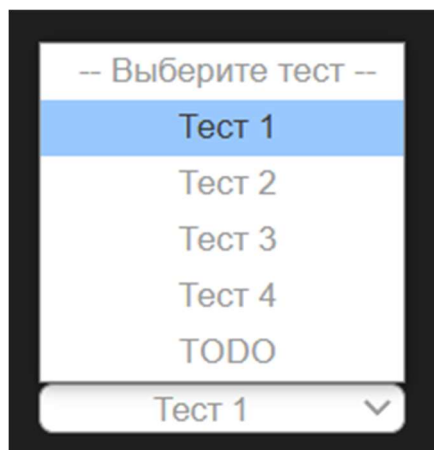 -- Выберите тест --
Тест 1
Тест 2
Тест 3
Тест 4
TODO
Тест 1